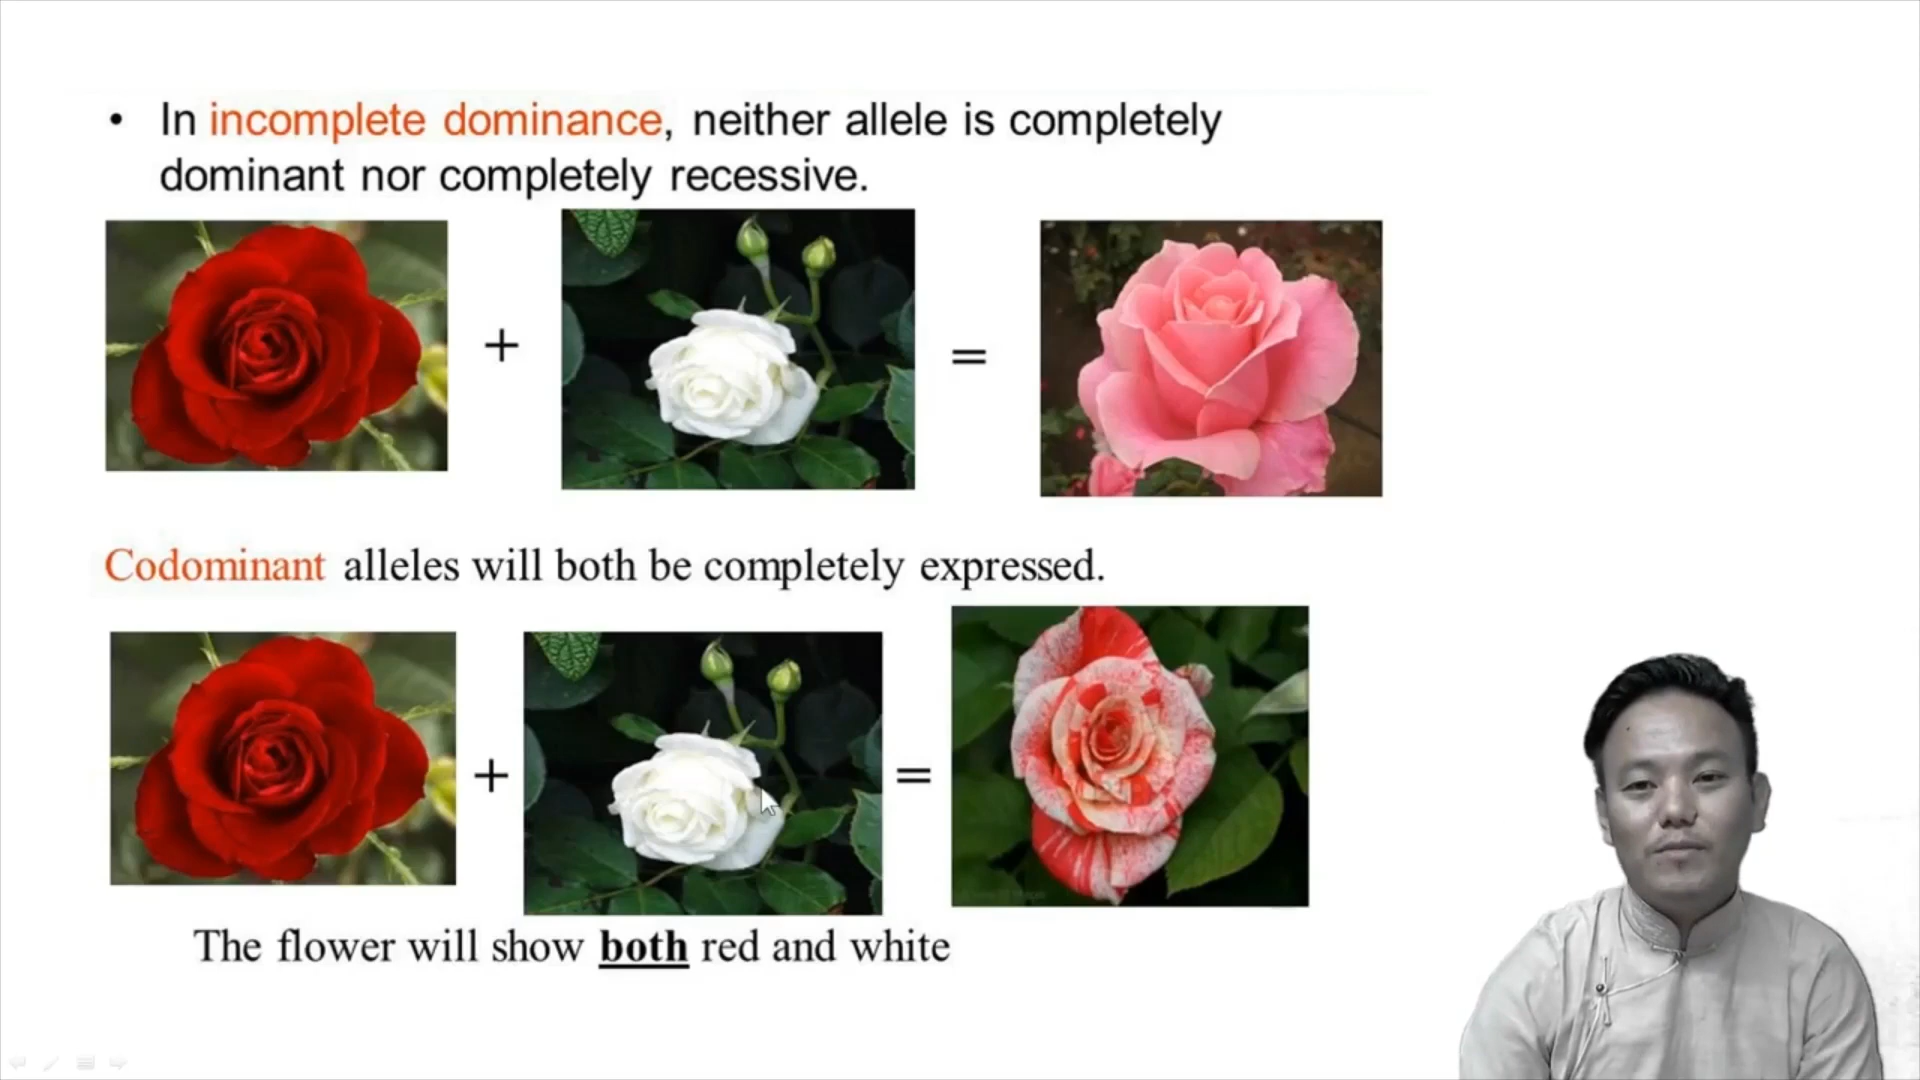 • In incomplete dominance, neither allele is completely
dominant nor completely recessive.
+ =
Codominant alleles will both be completely expressed.
+ =
The flower will show both red and white